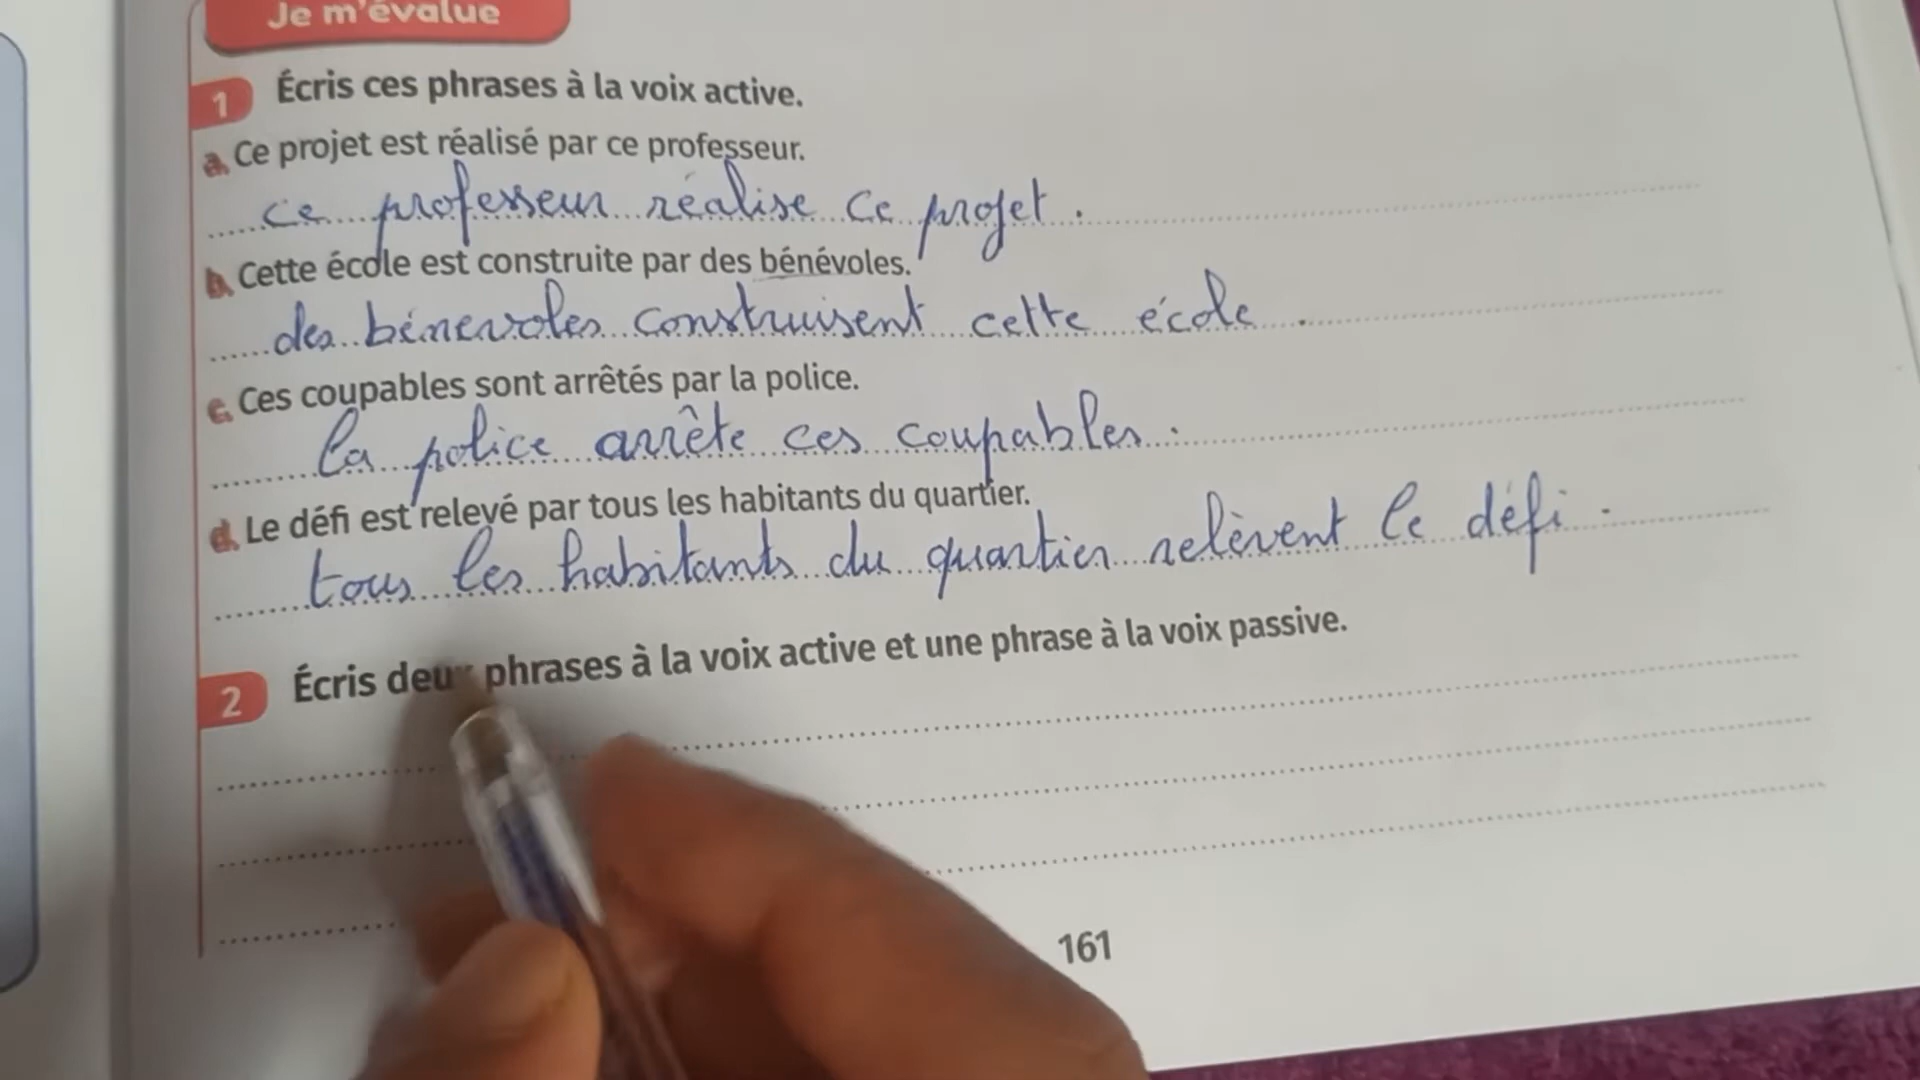 Je m'évalue
1 Écris ces phrases à la voix active.
a. Ce projet est réalisé par ce professeur.
ce professeur réalise ce projet.
b. Cette école est construite par des bénévoles.
des bénevoles construisent cette école.
c. Ces coupables sont arrêtés par la police.
la police arrête ces coupables.
d. Le défi est relevé par tous les habitants du quartier.
tous les habitants du quartier relèvent le défi.
2 Écris deux phrases à la voix active et une phrase à la voix passive.
161